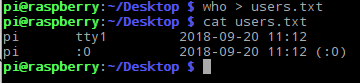 pi@raspberry:~/Desktop $ who > users.txt
pi@raspberry:~/Desktop $ cat users.txt
pi       tty1         2018-09-20 11:12
pi       :0           2018-09-20 11:12 (:0)
pi@raspberry:~/Desktop $